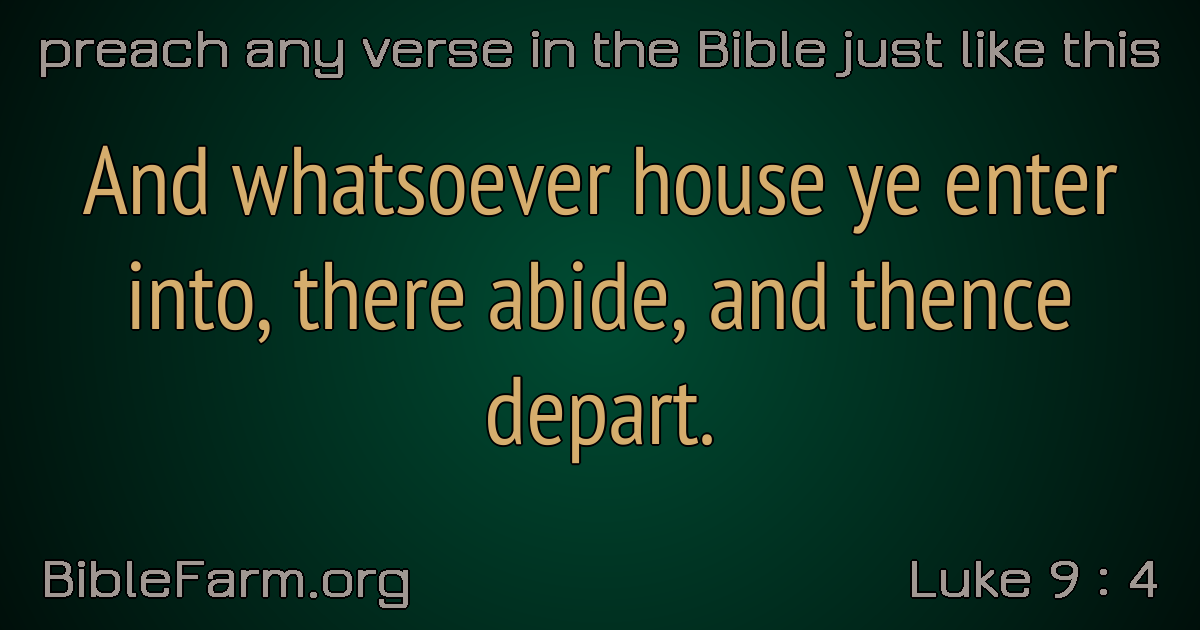 preach any verse in the Bible just like this
And whatsoever house ye enter
into, there abide, and thence
depart.
BibleFarm.org
Luke 9 : 4